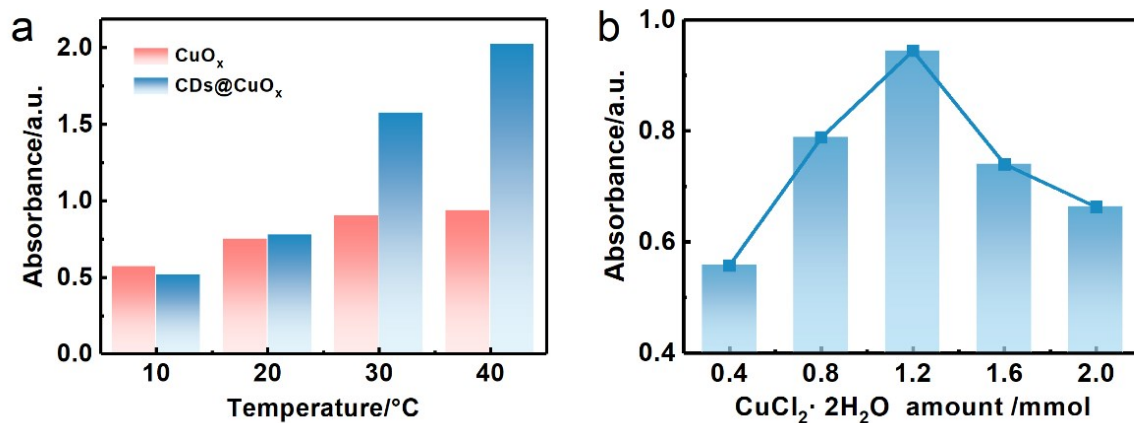 a
Absorbance/a.u.
2.0
1.5
1.0
0.5
0.0
CuOₓ
CDs@CuOₓ
10 20 30 40
Temperature/°C
b
Absorbance/a.u.
1.0
0.8
0.6
0.4
0.4 0.8 1.2 1.6 2.0
CuCl₂· 2H₂O amount /mmol